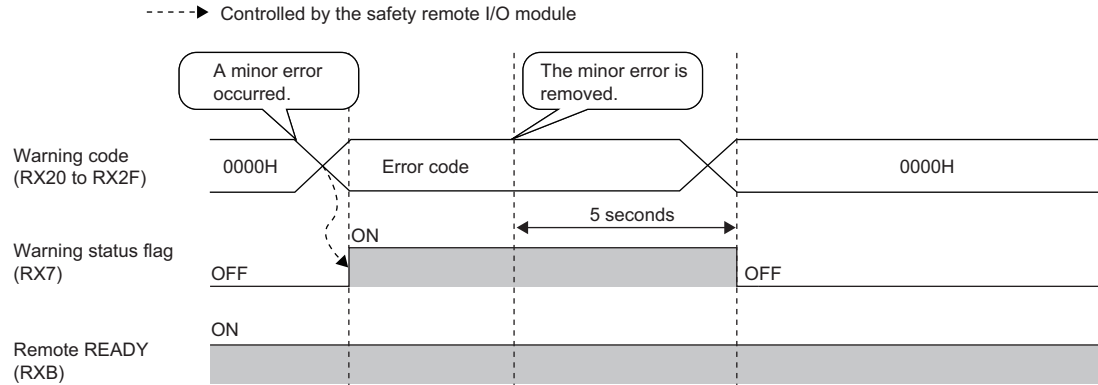 Controlled by the safety remote I/O module
A minor error
occurred.
The minor error is
removed.
Warning code
(RX20 to RX2F)
0000H
Error code
0000H
5 seconds
Warning status flag
(RX7)
OFF
ON
OFF
Remote READY
(RXB)
ON